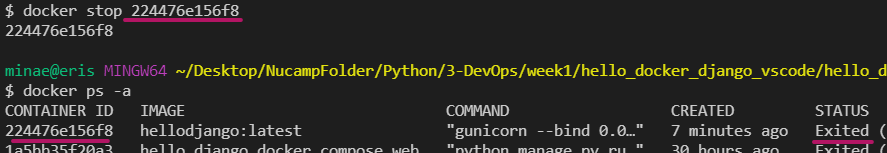 $ docker stop 224476e156f8
224476e156f8
minae@eris MINGW64 ~/Desktop/NucampFolder/Python/3-DevOps/week1/hello_docker_django_vscode/hello_d
$ docker ps -a
CONTAINER ID IMAGE COMMAND CREATED STATUS
224476e156f8 hellodjango:latest "gunicorn --bind 0.0…" 7 minutes ago Exited (
1a5bb35f20a3 hello_django_docker_compose_web "python manage.py ru…" 30 hours ago Exited (